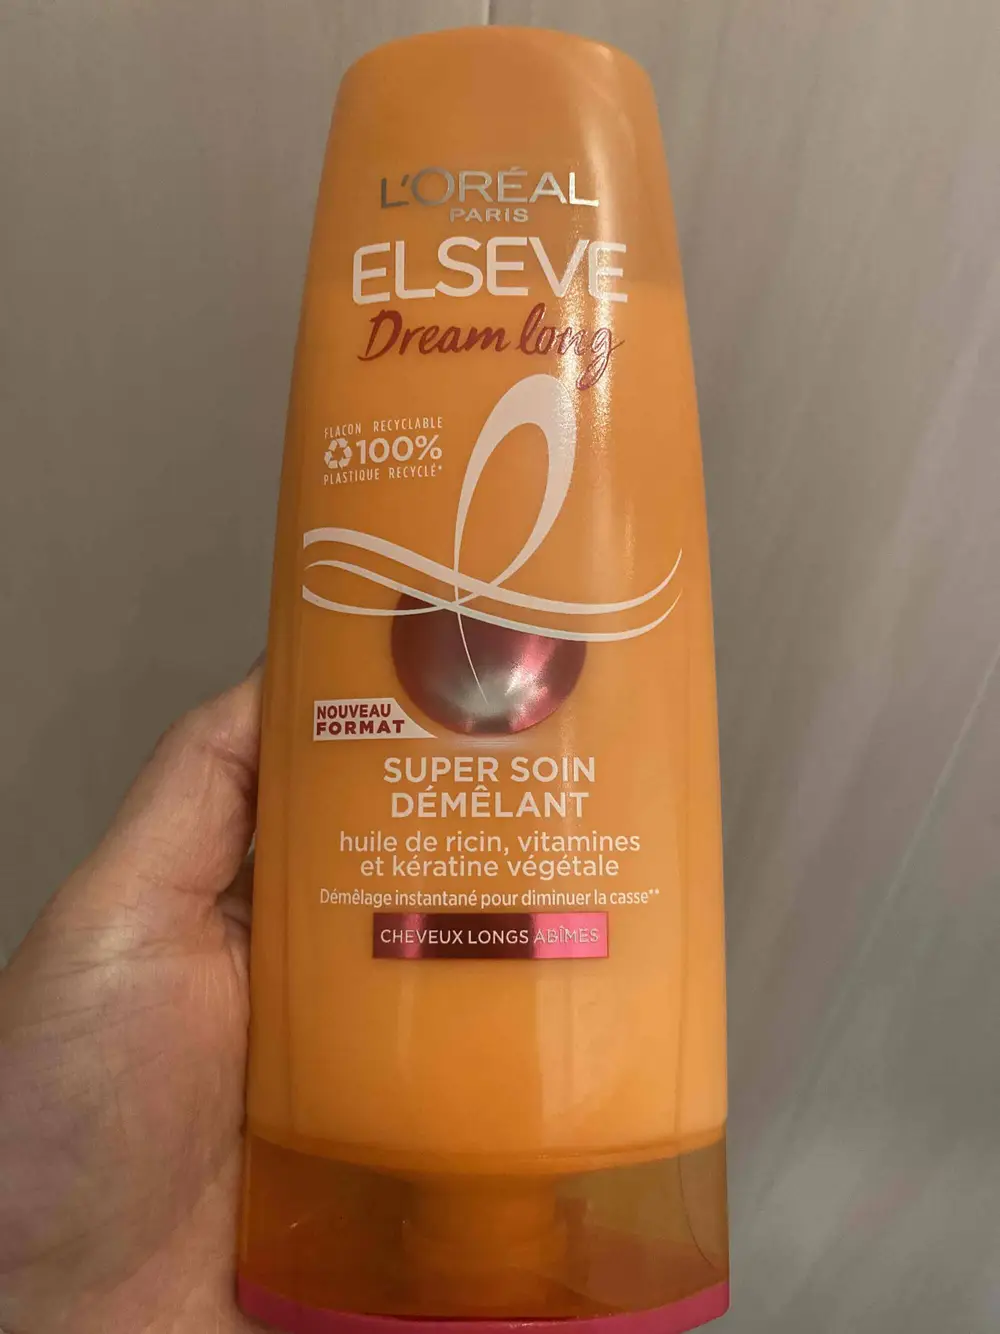 L'ORÉAL
PARIS
ELSEVE
Dream long
FLACON RECYCLABLE
100%
PLASTIQUE RECYCLÉ*
NOUVEAU
FORMAT
SUPER SOIN
DÉMÊLANT
huile de ricin, vitamines
et kératine végétale
Démêlage instantané pour diminuer la casse**
CHEVEUX LONGS ABÎMES